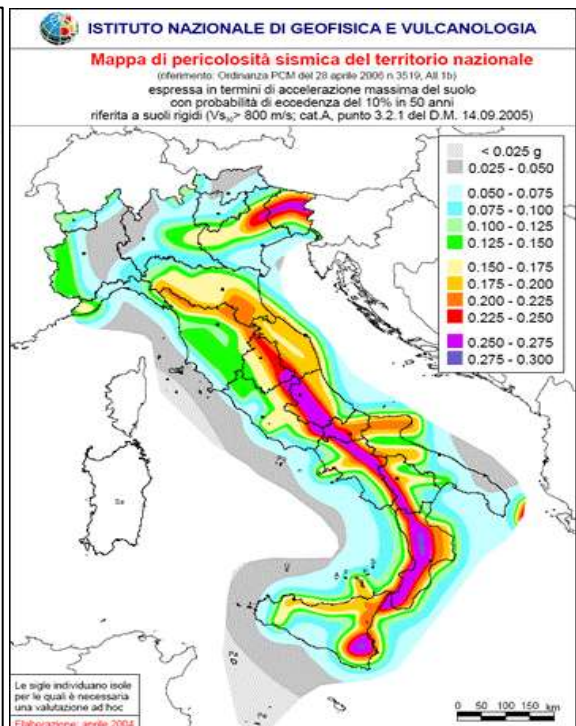 ISTITUTO NAZIONALE DI GEOFISICA E VULCANOLOGIA
Mappa di pericolosità sismica del territorio nazionale
(riferimento: Ordinanza PCM del 28 aprile 2006 n.3519, All.1b)
espressa in termini di accelerazione massima del suolo
con probabilità di eccedenza del 10% in 50 anni
riferita a suoli rigidi (Vs₃₀> 800 m/s; cat.A, punto 3.2.1 del D.M. 14.09.2005)
< 0.025 g
0.025 - 0.050
0.050 - 0.075
0.075 - 0.100
0.100 - 0.125
0.125 - 0.150
0.150 - 0.175
0.175 - 0.200
0.200 - 0.225
0.225 - 0.250
0.250 - 0.275
0.275 - 0.300
Sa
U
Le sigle individuano isole
per le quali è necessaria
una valutazione ad hoc
Elaborazione: aprile 2004
0 50 100 150 km